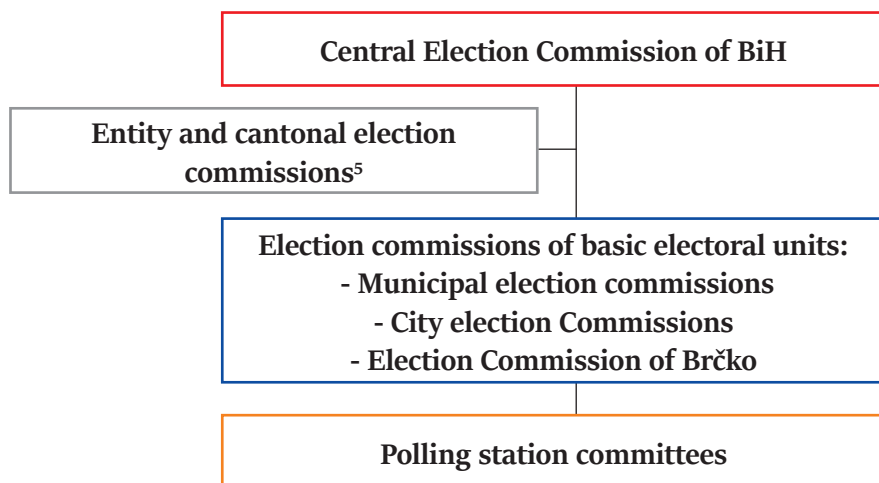 Central Election Commission of BiH
Entity and cantonal election
commissions⁵
Election commissions of basic electoral units:
- Municipal election commissions
- City election Commissions
- Election Commission of Brčko
Polling station committees